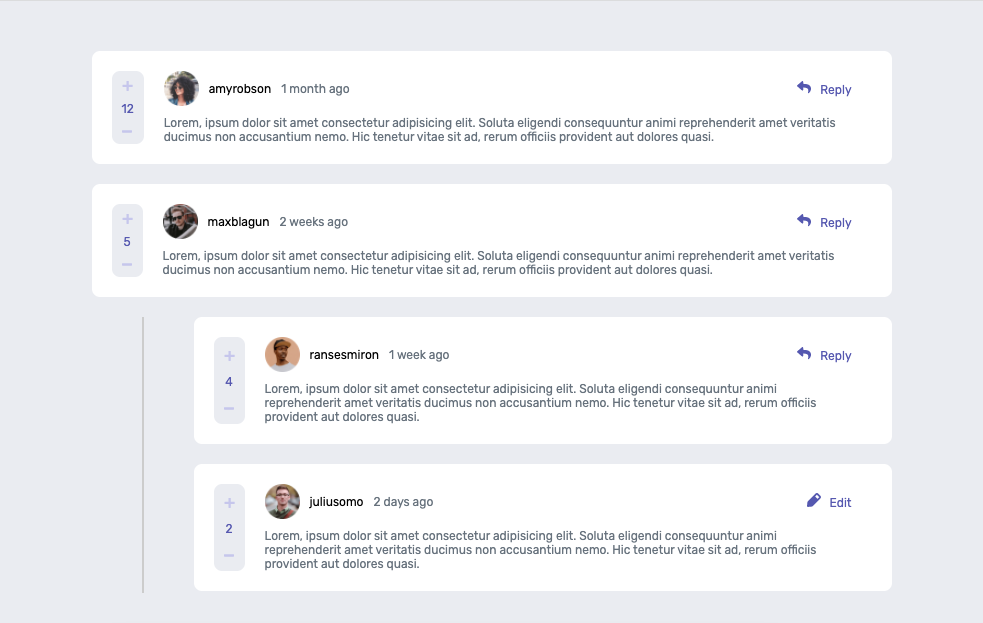 +
amyrobson 1 month ago Reply
12
Lorem, ipsum dolor sit amet consectetur adipisicing elit. Soluta eligendi consequuntur animi reprehenderit amet veritatis
ducimus non accusantium nemo. Hic tenetur vitae sit ad, rerum officiis provident aut dolores quasi.
−
+
maxblagun 2 weeks ago Reply
5
Lorem, ipsum dolor sit amet consectetur adipisicing elit. Soluta eligendi consequuntur animi reprehenderit amet veritatis
ducimus non accusantium nemo. Hic tenetur vitae sit ad, rerum officiis provident aut dolores quasi.
−
+
ransesmiron 1 week ago Reply
4
Lorem, ipsum dolor sit amet consectetur adipisicing elit. Soluta eligendi consequuntur animi
reprehenderit amet veritatis ducimus non accusantium nemo. Hic tenetur vitae sit ad, rerum officiis
provident aut dolores quasi.
−
+
juliusomo 2 days ago Edit
2
Lorem, ipsum dolor sit amet consectetur adipisicing elit. Soluta eligendi consequuntur animi
reprehenderit amet veritatis ducimus non accusantium nemo. Hic tenetur vitae sit ad, rerum officiis
provident aut dolores quasi.
−